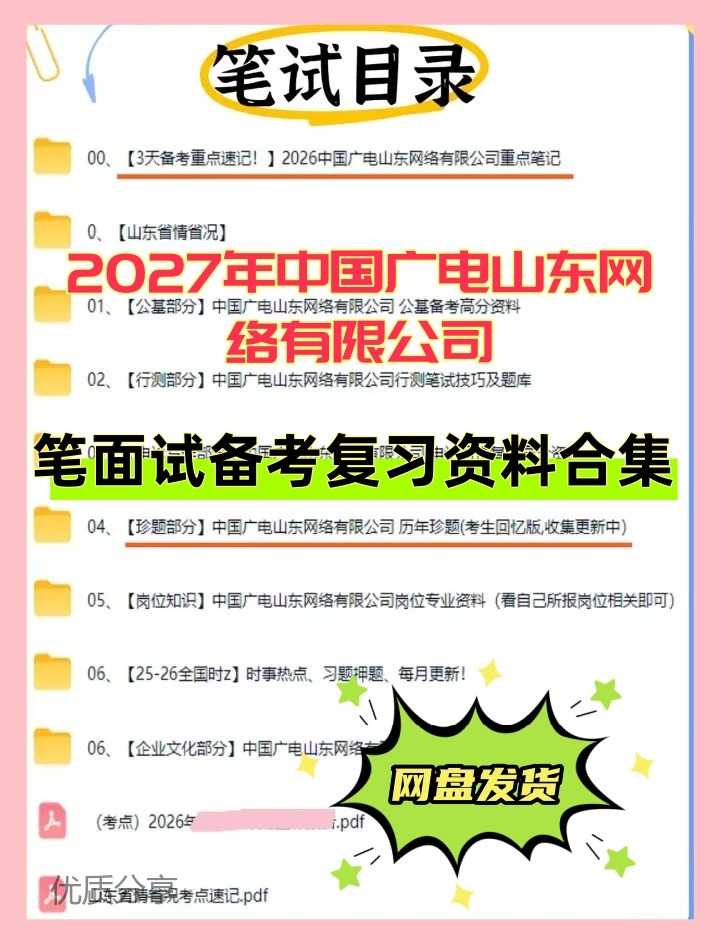 笔试目录
00、【3天备考重点速记！】2026中国广电山东网络有限公司重点笔记
0、【山东省情省况】
2027年中国广电山东网
络有限公司
01、【公基部分】中国广电山东网络有限公司 公基备考高分资料
02、【行测部分】中国广电山东网络有限公司行测笔试技巧及题库
笔面试备考复习资料合集
04、【珍题部分】中国广电山东网络有限公司 历年珍题(考生回忆版,收集更新中)
05、【岗位知识】中国广电山东网络有限公司岗位专业资料（看自己所报岗位相关即可）
06、【25-26全国时z】时事热点、习题押题、每月更新！
06、【企业文化部分】中国广电山东网络
网盘发货
（考点）2026年
.pdf
优质分享
山东省情省况考点速记.pdf